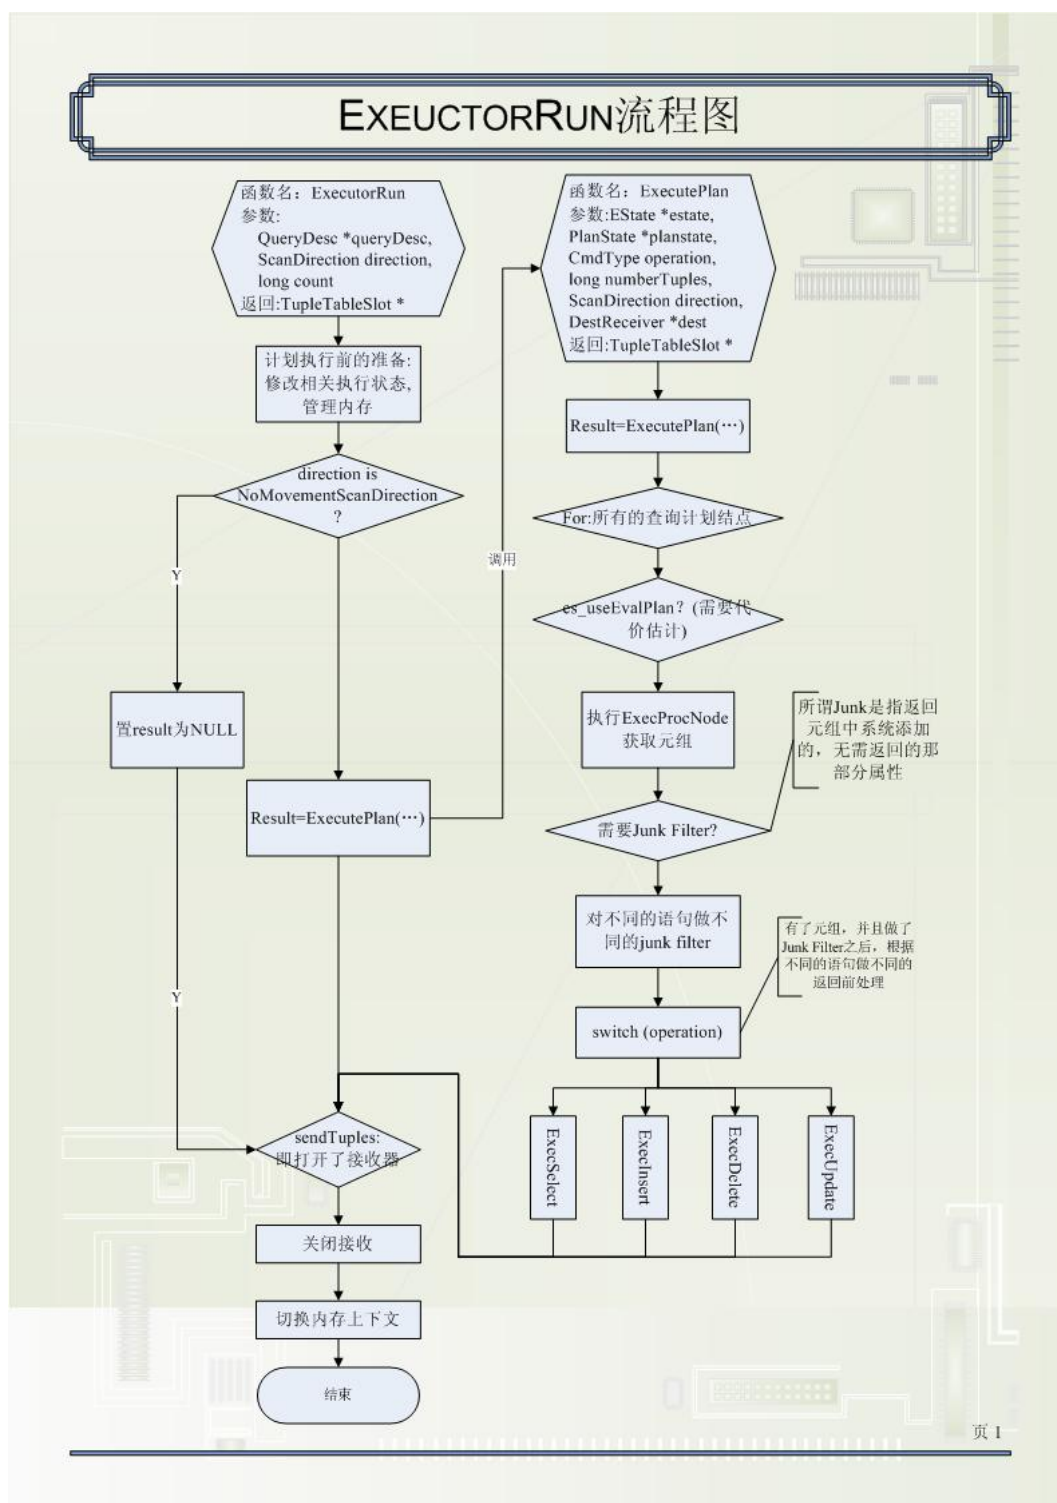 EXEUCTORRUN流程图
函数名：ExecutorRun
参数:
QueryDesc *queryDesc,
ScanDirection direction,
long count
返回:TupleTableSlot *
计划执行前的准备:
修改相关执行状态,
管理内存
direction is
NoMovementScanDirection
?
Y
置result为NULL
Result=ExecutePlan(…)
调用
Y
sendTuples:
即打开了接收器
关闭接收
切换内存上下文
结束
函数名：ExecutePlan
参数:EState *estate,
PlanState *planstate,
CmdType operation,
long numberTuples,
ScanDirection direction,
DestReceiver *dest
返回:TupleTableSlot *
Result=ExecutePlan(…)
For:所有的查询计划结点
es_useEvalPlan？(需要代
价估计)
执行ExecProcNode
获取元组
所谓Junk是指返回
元组中系统添加
的，无需返回的那
部分属性
需要Junk Filter?
对不同的语句做不
同的junk filter
有了元组，并且做了
Junk Filter之后，根据
不同的语句做不同的
返回前处理
switch (operation)
ExecSelect
ExecInsert
ExecDelete
ExecUpdate
页 1